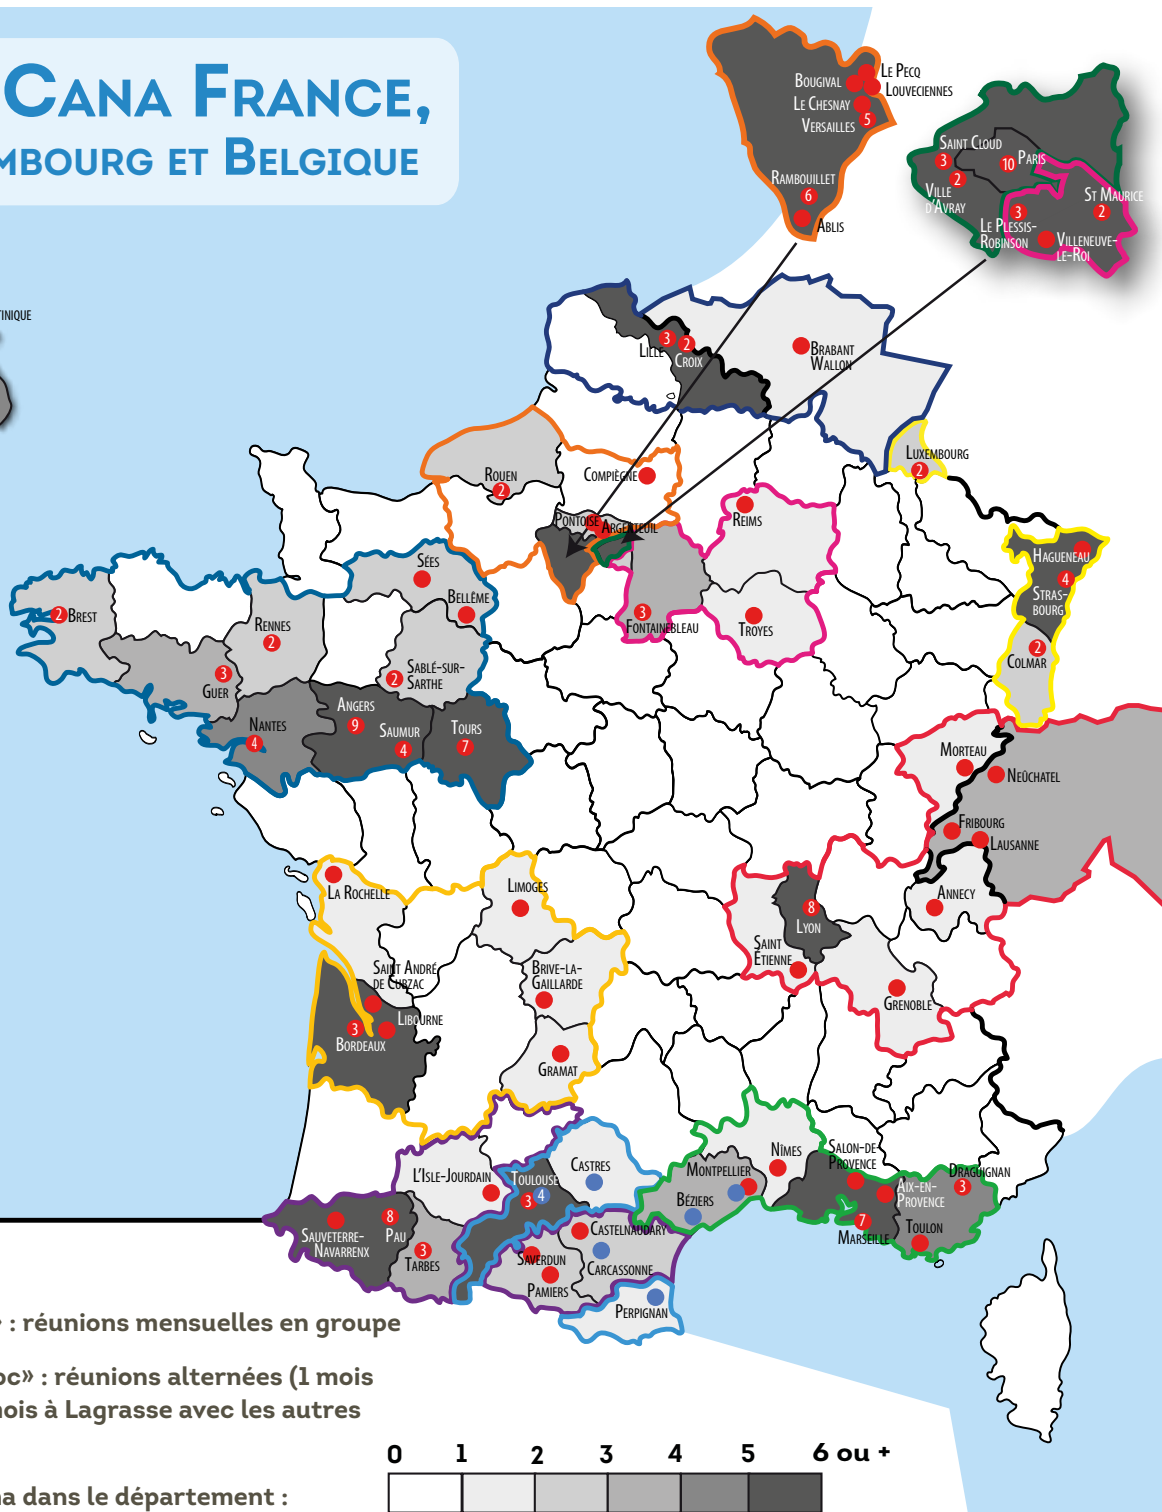 Cana France,
MBOURG ET BELGIQUE
TINIQUE
Bougival
Le Pecq
Louveciennes
Le Chesnay
Versailles
5
Rambouillet
6
Ablis
Saint Cloud
3
10
Paris
2
Ville
d'Avray
St Maurice
2
3
Le Plessis-
Robinson
Villeneuve-
le-Roi
3
Lille
2
Croix
Brabant
Wallon
Luxembourg
2
Rouen
2
Compiègne
Pontoise
Argenteuil
Reims
Hagueneau
4
Stras-
bourg
2
Colmar
Sées
Bellême
2
Brest
Rennes
2
3
Guer
2
Sablé-sur-
Sarthe
3
Fontainebleau
Troyes
Nantes
4
Angers
9
Saumur
4
Tours
7
Morteau
Neûchatel
Fribourg
Lausanne
Annecy
La Rochelle
Limoges
8
Lyon
Saint
Étienne
Grenoble
Saint André
de Cubzac
Brive-la-
Gaillarde
Libourne
3
Bordeaux
Gramat
L'Isle-Jourdain
Toulouse
3
4
Castres
Montpellier
Béziers
Nîmes
Salon-de-
Provence
Aix-en-
Provence
Draguignan
3
7
Marseille
Toulon
Sauveterre-
Navarrenx
8
Pau
3
Tarbes
Castelnaudary
Saverdun
Carcassonne
Pamiers
Perpignan
» : réunions mensuelles en groupe
oc» : réunions alternées (1 mois
mois à Lagrasse avec les autres
na dans le département :
0 1 2 3 4 5 6 ou +